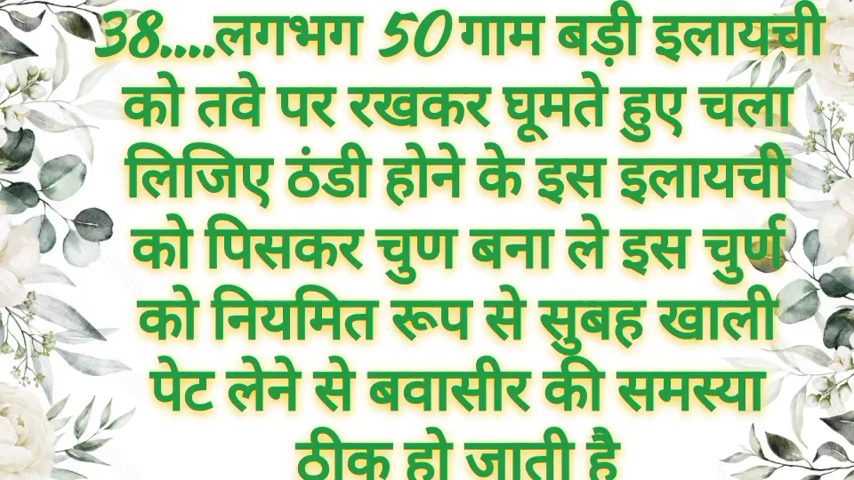 38....लगभग 50 गाम बड़ी इलायची
को तवे पर रखकर घूमते हुए चला
लिजिए ठंडी होने के इस इलायची
को पिसकर चुण बना ले इस चुर्ण
को नियमित रूप से सुबह खाली
पेट लेने से बवासीर की समस्या
ठीक हो जाती है